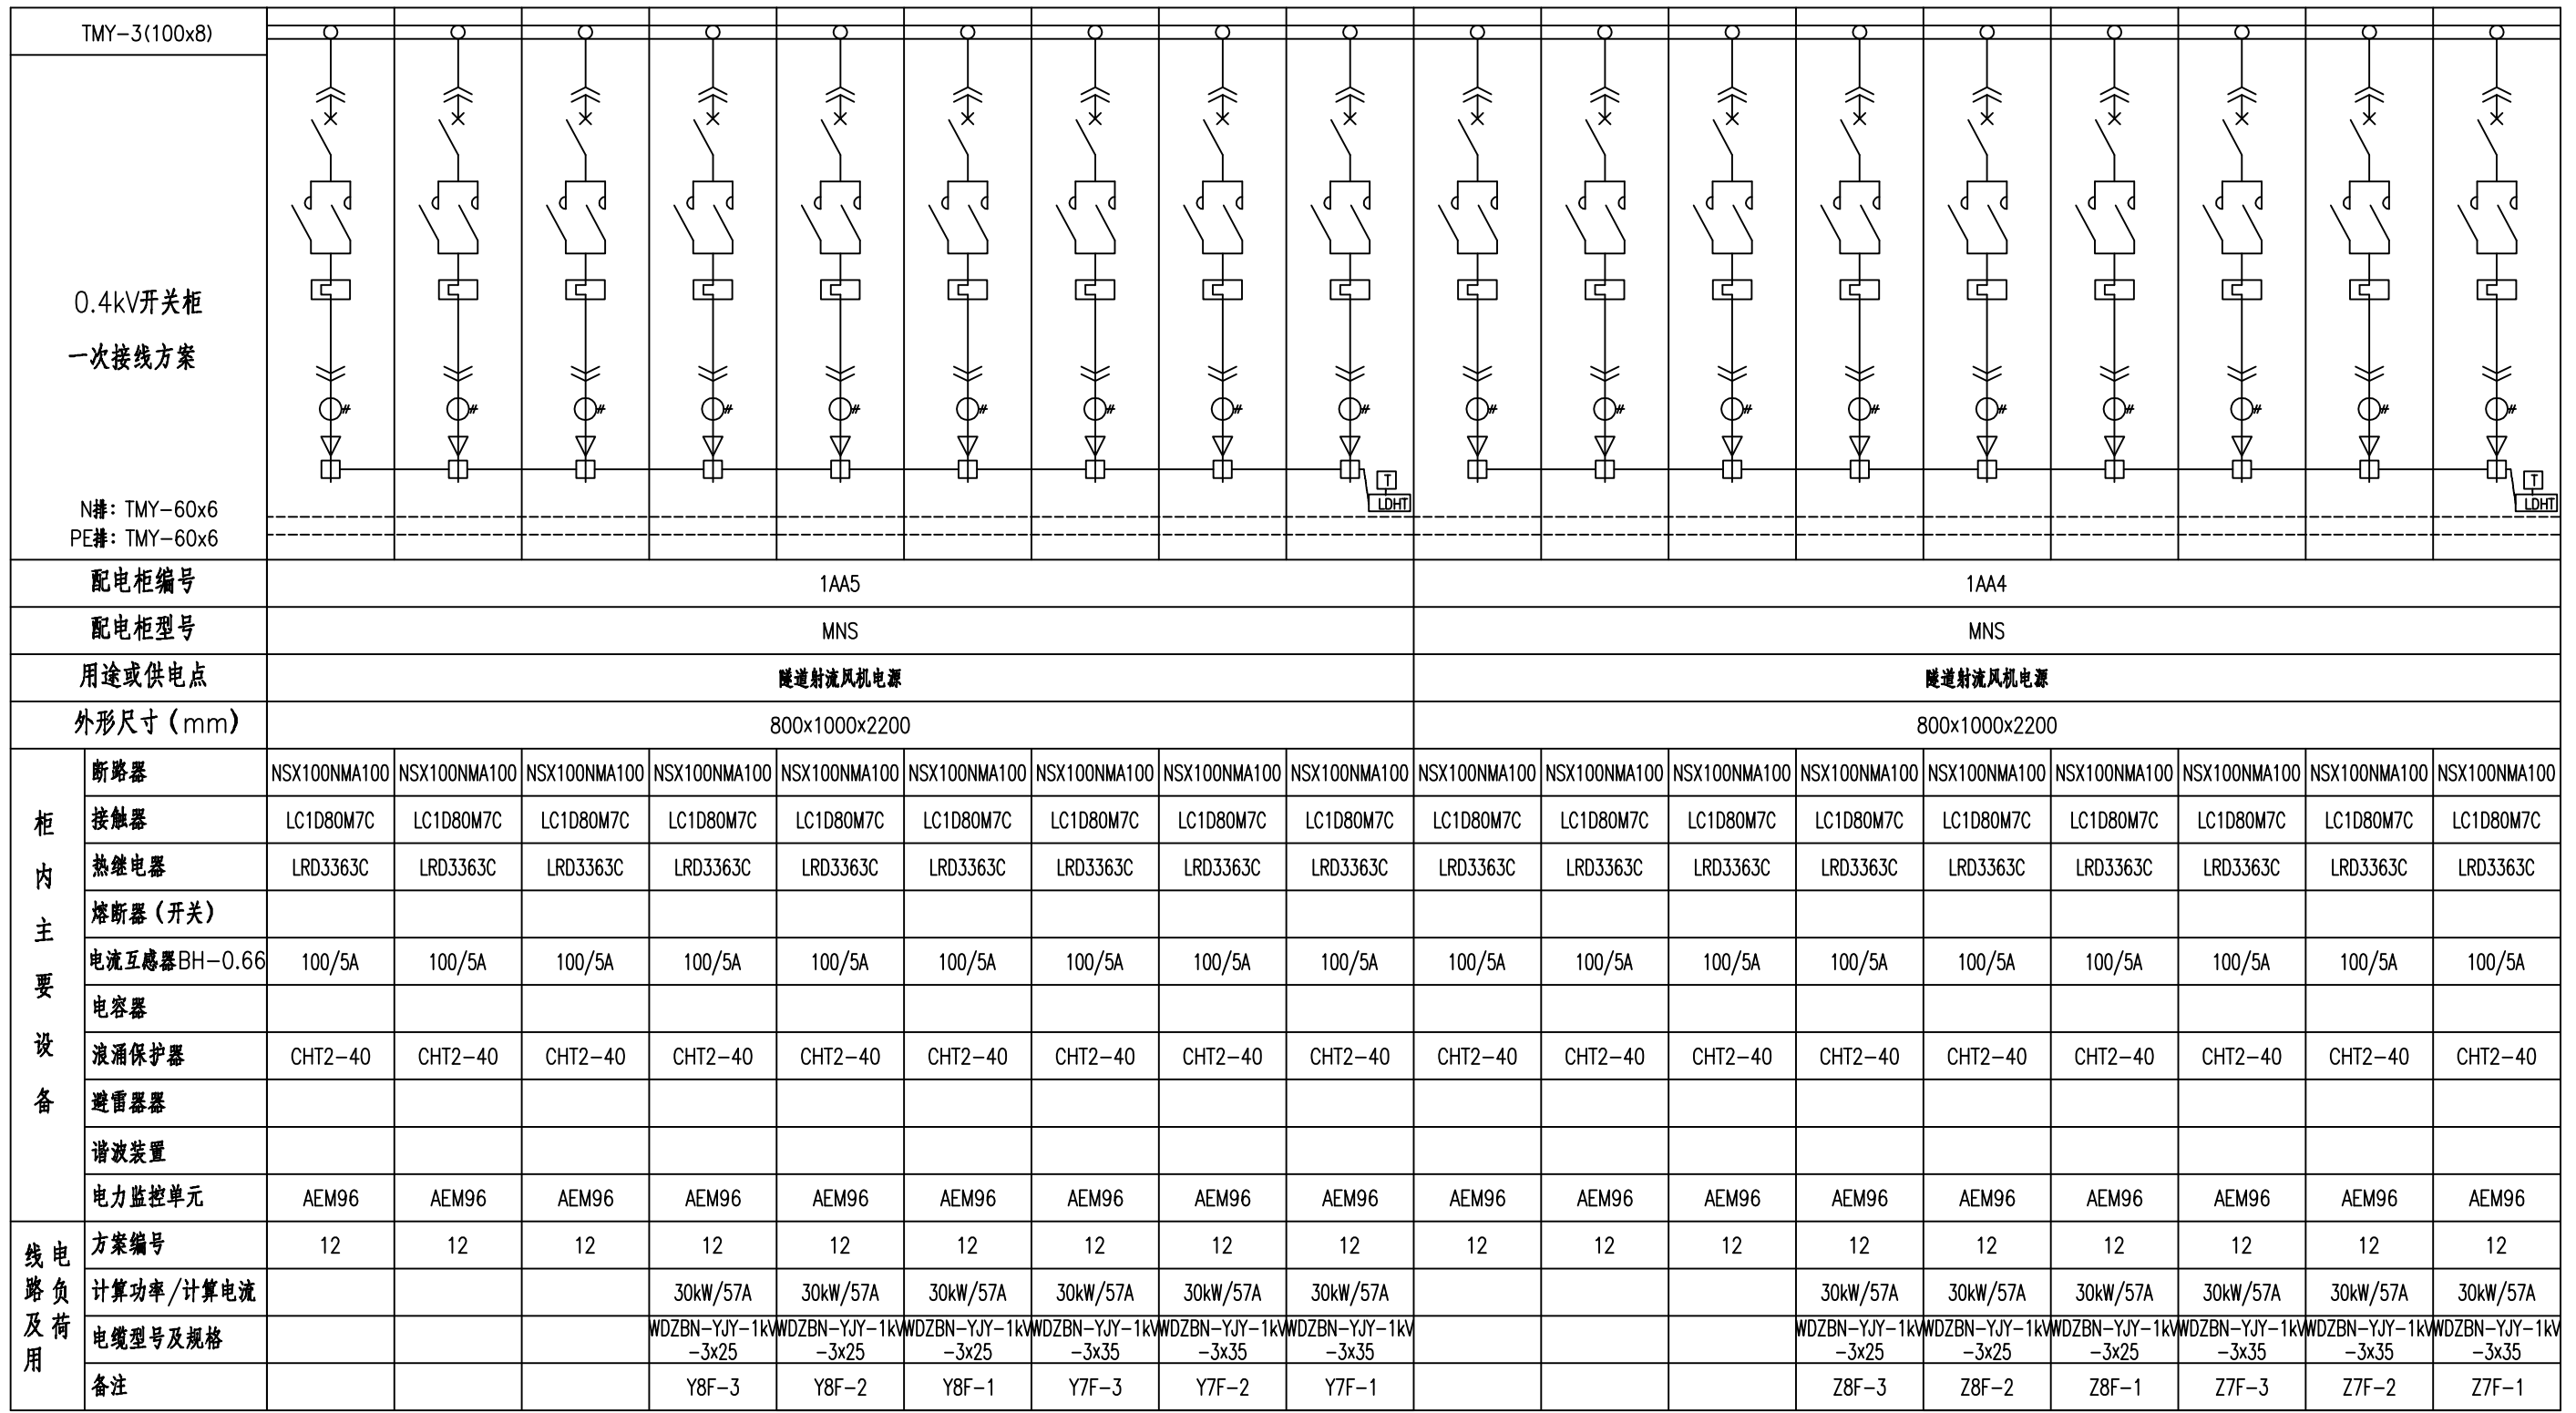 TMY-3(100x8)
0.4kV开关柜
一次接线方案
N排: TMY-60x6
PE排: TMY-60x6
T
LDHT
T
LDHT
配电柜编号 1AA5 1AA4
配电柜型号 MNS MNS
用途或供电点 隧道射流风机电源 隧道射流风机电源
外形尺寸(mm) 800x1000x2200 800x1000x2200
柜内主要设备
断路器 NSX100NMA100 NSX100NMA100 NSX100NMA100 NSX100NMA100 NSX100NMA100 NSX100NMA100 NSX100NMA100 NSX100NMA100 NSX100NMA100 NSX100NMA100 NSX100NMA100 NSX100NMA100 NSX100NMA100 NSX100NMA100 NSX100NMA100 NSX100NMA100 NSX100NMA100 NSX100NMA100
接触器 LC1D80M7C LC1D80M7C LC1D80M7C LC1D80M7C LC1D80M7C LC1D80M7C LC1D80M7C LC1D80M7C LC1D80M7C LC1D80M7C LC1D80M7C LC1D80M7C LC1D80M7C LC1D80M7C LC1D80M7C LC1D80M7C LC1D80M7C LC1D80M7C
热继电器 LRD3363C LRD3363C LRD3363C LRD3363C LRD3363C LRD3363C LRD3363C LRD3363C LRD3363C LRD3363C LRD3363C LRD3363C LRD3363C LRD3363C LRD3363C LRD3363C LRD3363C LRD3363C
熔断器(开关)
电流互感器BH-0.66 100/5A 100/5A 100/5A 100/5A 100/5A 100/5A 100/5A 100/5A 100/5A 100/5A 100/5A 100/5A 100/5A 100/5A 100/5A 100/5A 100/5A 100/5A
电容器
浪涌保护器 CHT2-40 CHT2-40 CHT2-40 CHT2-40 CHT2-40 CHT2-40 CHT2-40 CHT2-40 CHT2-40 CHT2-40 CHT2-40 CHT2-40 CHT2-40 CHT2-40 CHT2-40 CHT2-40 CHT2-40 CHT2-40
避雷器器
谐波装置
电力监控单元 AEM96 AEM96 AEM96 AEM96 AEM96 AEM96 AEM96 AEM96 AEM96 AEM96 AEM96 AEM96 AEM96 AEM96 AEM96 AEM96 AEM96 AEM96
线路及用
电负荷
方案编号 12 12 12 12 12 12 12 12 12 12 12 12 12 12 12 12 12 12
计算功率/计算电流 30kW/57A 30kW/57A 30kW/57A 30kW/57A 30kW/57A 30kW/57A 30kW/57A 30kW/57A 30kW/57A 30kW/57A 30kW/57A 30kW/57A
电缆型号及规格 WDZBN-YJY-1kV WDZBN-YJY-1kV WDZBN-YJY-1kV WDZBN-YJY-1kV WDZBN-YJY-1kV WDZBN-YJY-1kV WDZBN-YJY-1kV WDZBN-YJY-1kV WDZBN-YJY-1kV WDZBN-YJY-1kV WDZBN-YJY-1kV WDZBN-YJY-1kV
-3x25 -3x25 -3x25 -3x35 -3x35 -3x35 -3x25 -3x25 -3x25 -3x35 -3x35 -3x35
备注 Y8F-3 Y8F-2 Y8F-1 Y7F-3 Y7F-2 Y7F-1 Z8F-3 Z8F-2 Z8F-1 Z7F-3 Z7F-2 Z7F-1